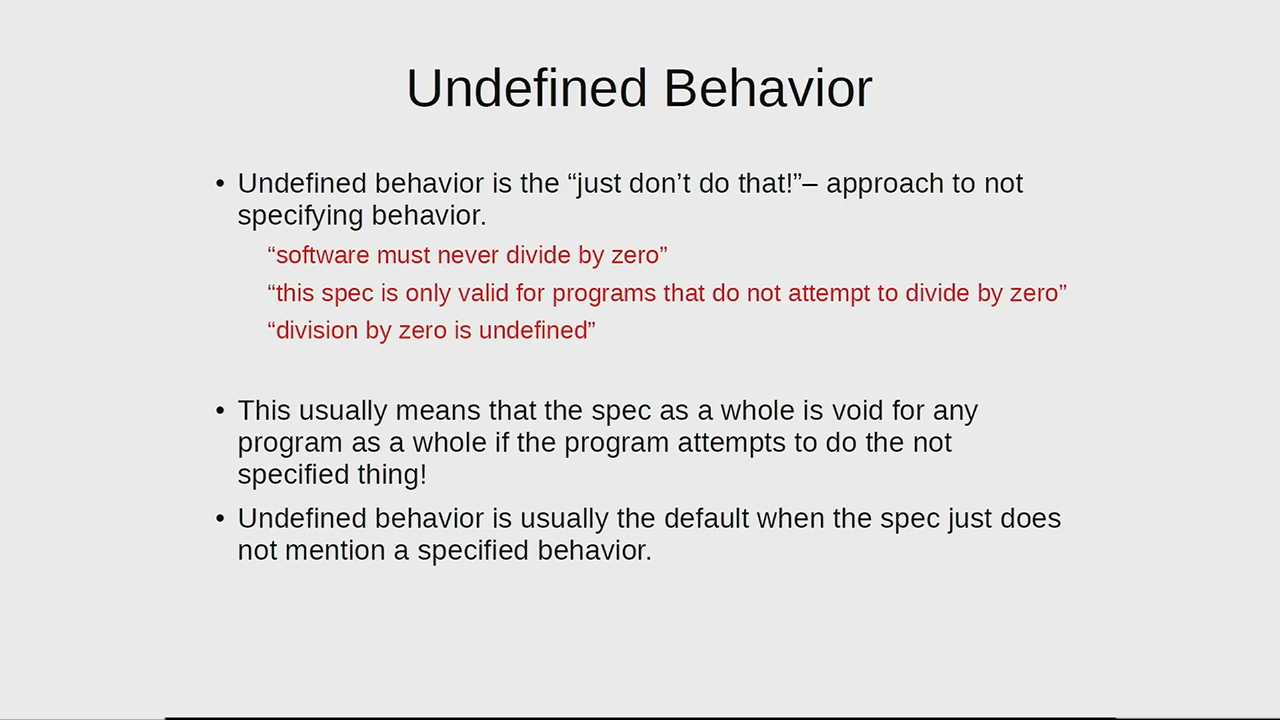 Undefined Behavior
• Undefined behavior is the “just don’t do that!”– approach to not
specifying behavior.
“software must never divide by zero”
“this spec is only valid for programs that do not attempt to divide by zero”
“division by zero is undefined”
• This usually means that the spec as a whole is void for any
program as a whole if the program attempts to do the not
specified thing!
• Undefined behavior is usually the default when the spec just does
not mention a specified behavior.